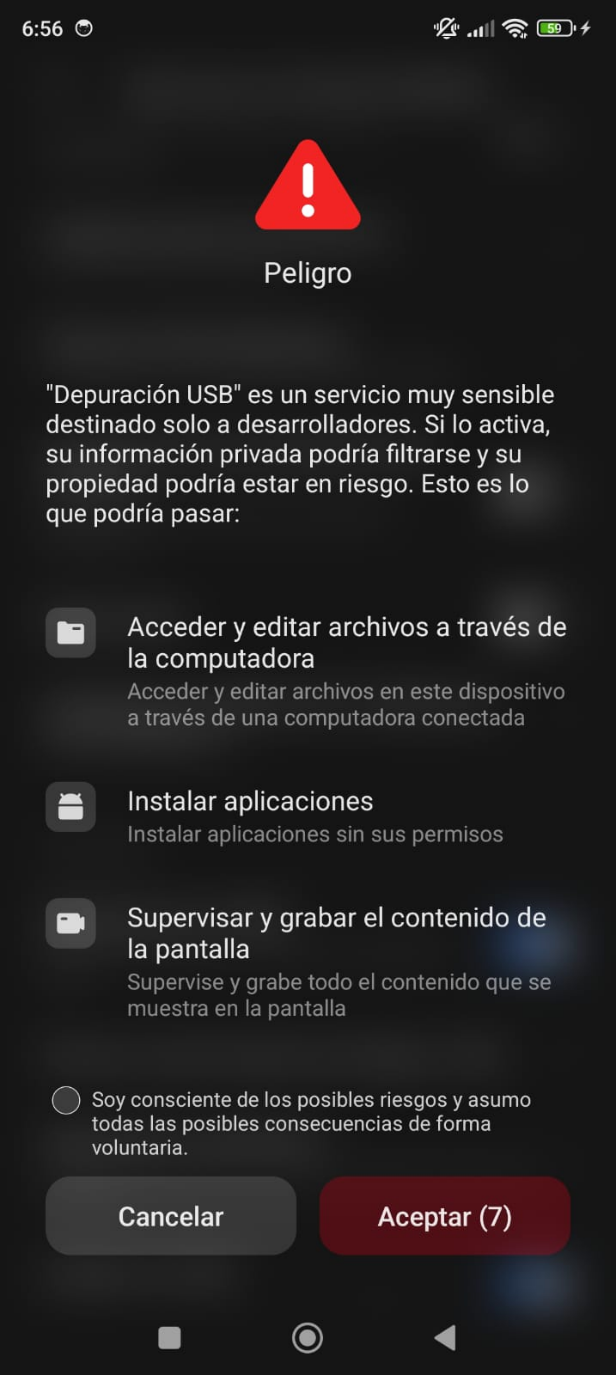 6:56
59
Peligro
"Depuración USB" es un servicio muy sensible
destinado solo a desarrolladores. Si lo activa,
su información privada podría filtrarse y su
propiedad podría estar en riesgo. Esto es lo
que podría pasar:
Acceder y editar archivos a través de
la computadora
Acceder y editar archivos en este dispositivo
a través de una computadora conectada
Instalar aplicaciones
Instalar aplicaciones sin sus permisos
Supervisar y grabar el contenido de
la pantalla
Supervise y grabe todo el contenido que se
muestra en la pantalla
Soy consciente de los posibles riesgos y asumo
todas las posibles consecuencias de forma
voluntaria.
Cancelar
Aceptar (7)